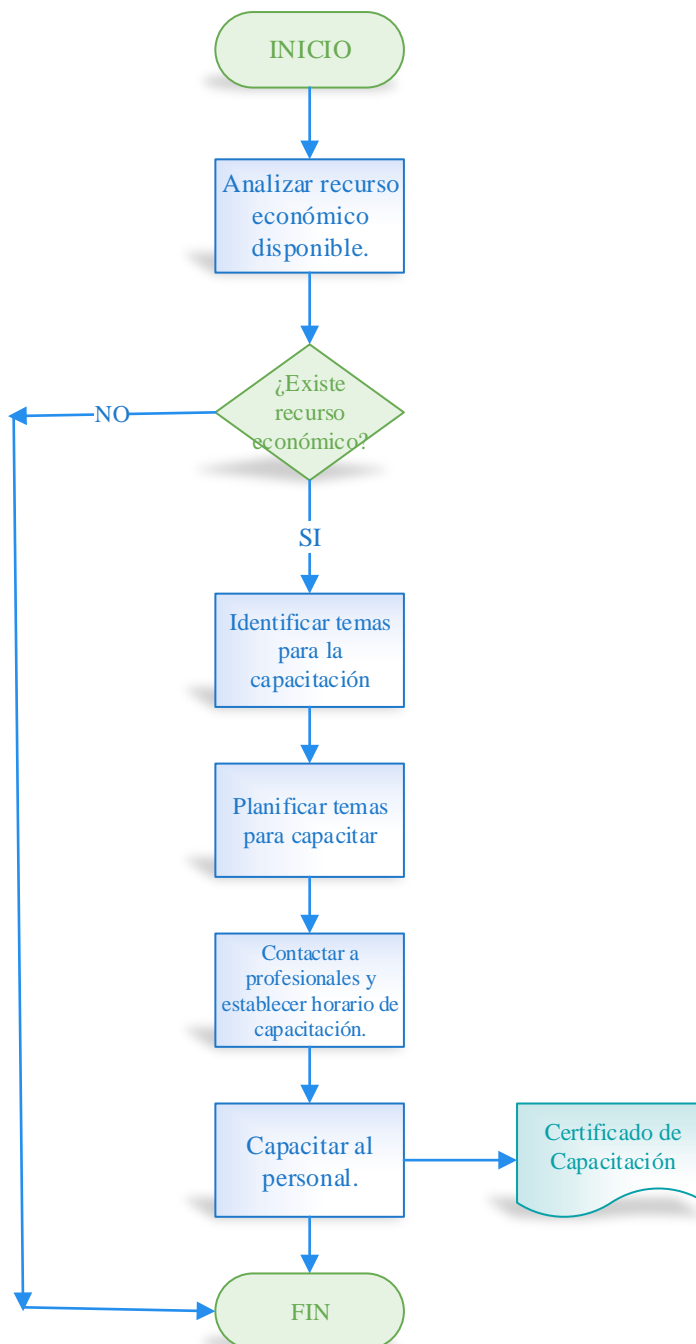 INICIO
Analizar recurso
económico
disponible.
¿Existe
recurso
económico?
NO
SI
Identificar temas
para la
capacitación
Planificar temas
para capacitar
Contactar a
profesionales y
establecer horario de
capacitación.
Capacitar al
personal.
Certificado de
Capacitación
FIN